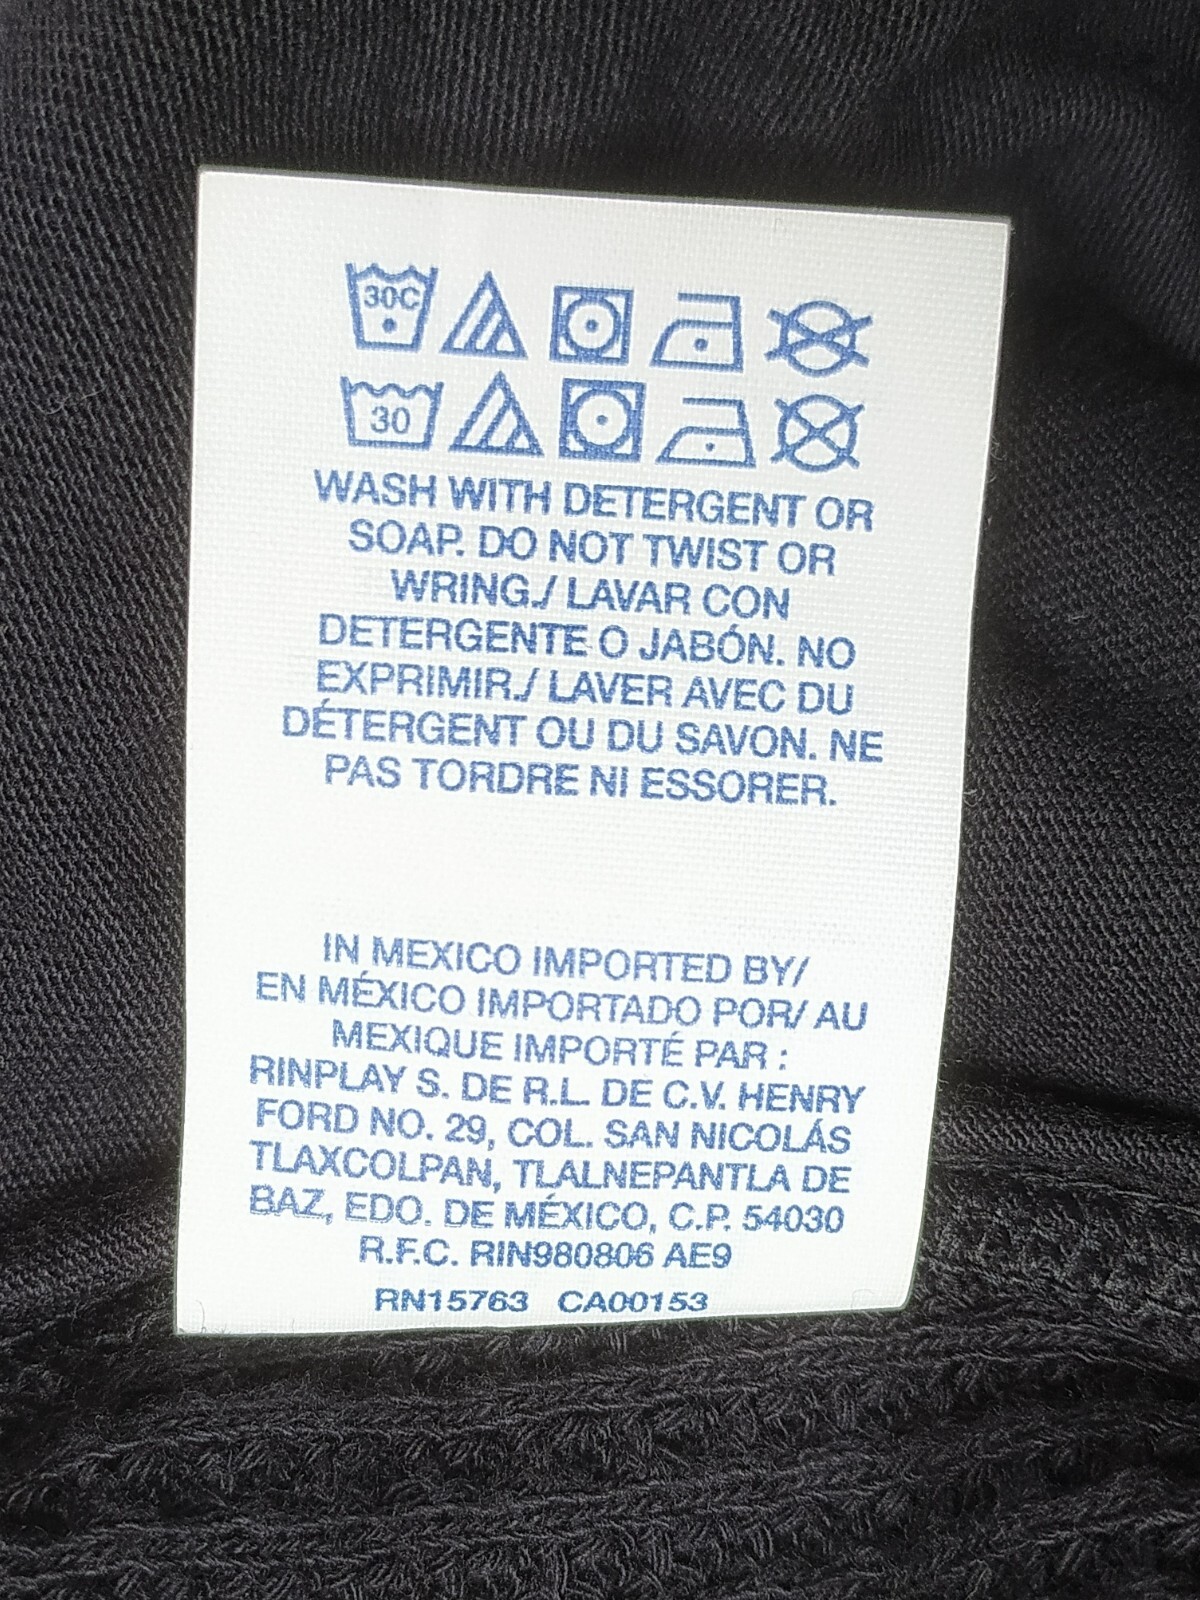 30C
30
WASH WITH DETERGENT OR
SOAP. DO NOT TWIST OR
WRING./ LAVAR CON
DETERGENTE O JABÓN. NO
EXPRIMIR./ LAVER AVEC DU
DÉTERGENT OU DU SAVON. NE
PAS TORDRE NI ESSORER.
IN MEXICO IMPORTED BY/
EN MÉXICO IMPORTADO POR/ AU
MEXIQUE IMPORTÉ PAR :
RINPLAY S. DE R.L. DE C.V. HENRY
FORD NO. 29, COL. SAN NICOLÁS
TLAXCOLPAN, TLALNEPANTLA DE
BAZ, EDO. DE MÉXICO, C.P. 54030
R.F.C. RIN980806 AE9
RN15763 CA00153